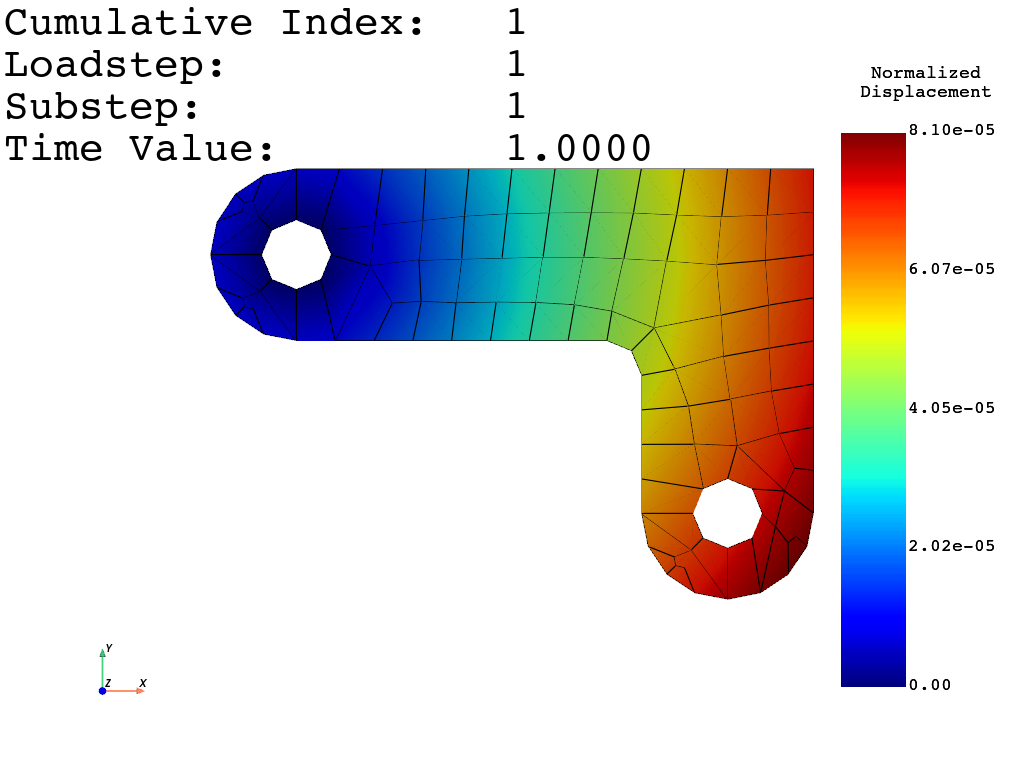 Cumulative Index: 1
Loadstep: 1
Substep: 1
Time Value: 1.0000
Normalized
Displacement
8.10e-05
6.07e-05
4.05e-05
2.02e-05
0.00
Y
Z
X